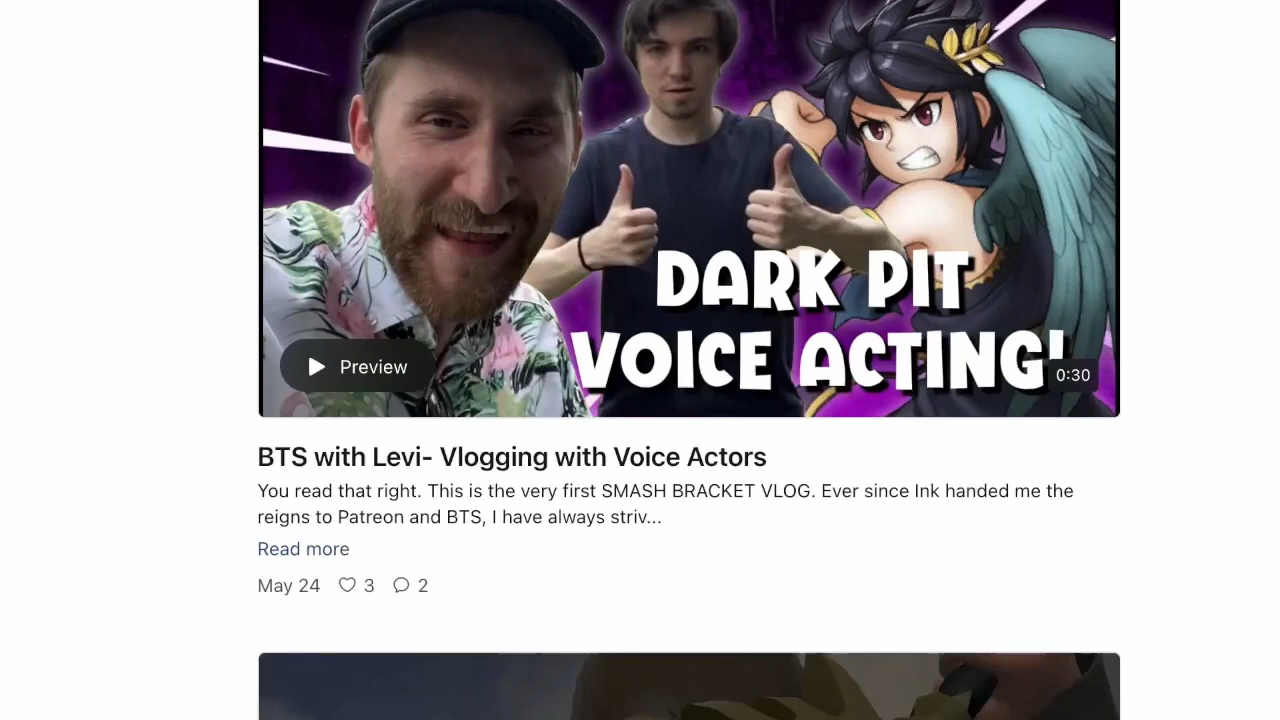 DARK PIT
VOICE ACTING!
Preview
0:30
BTS with Levi- Vlogging with Voice Actors
You read that right. This is the very first SMASH BRACKET VLOG. Ever since Ink handed me the
reigns to Patreon and BTS, I have always striv...
Read more
May 24 3 2